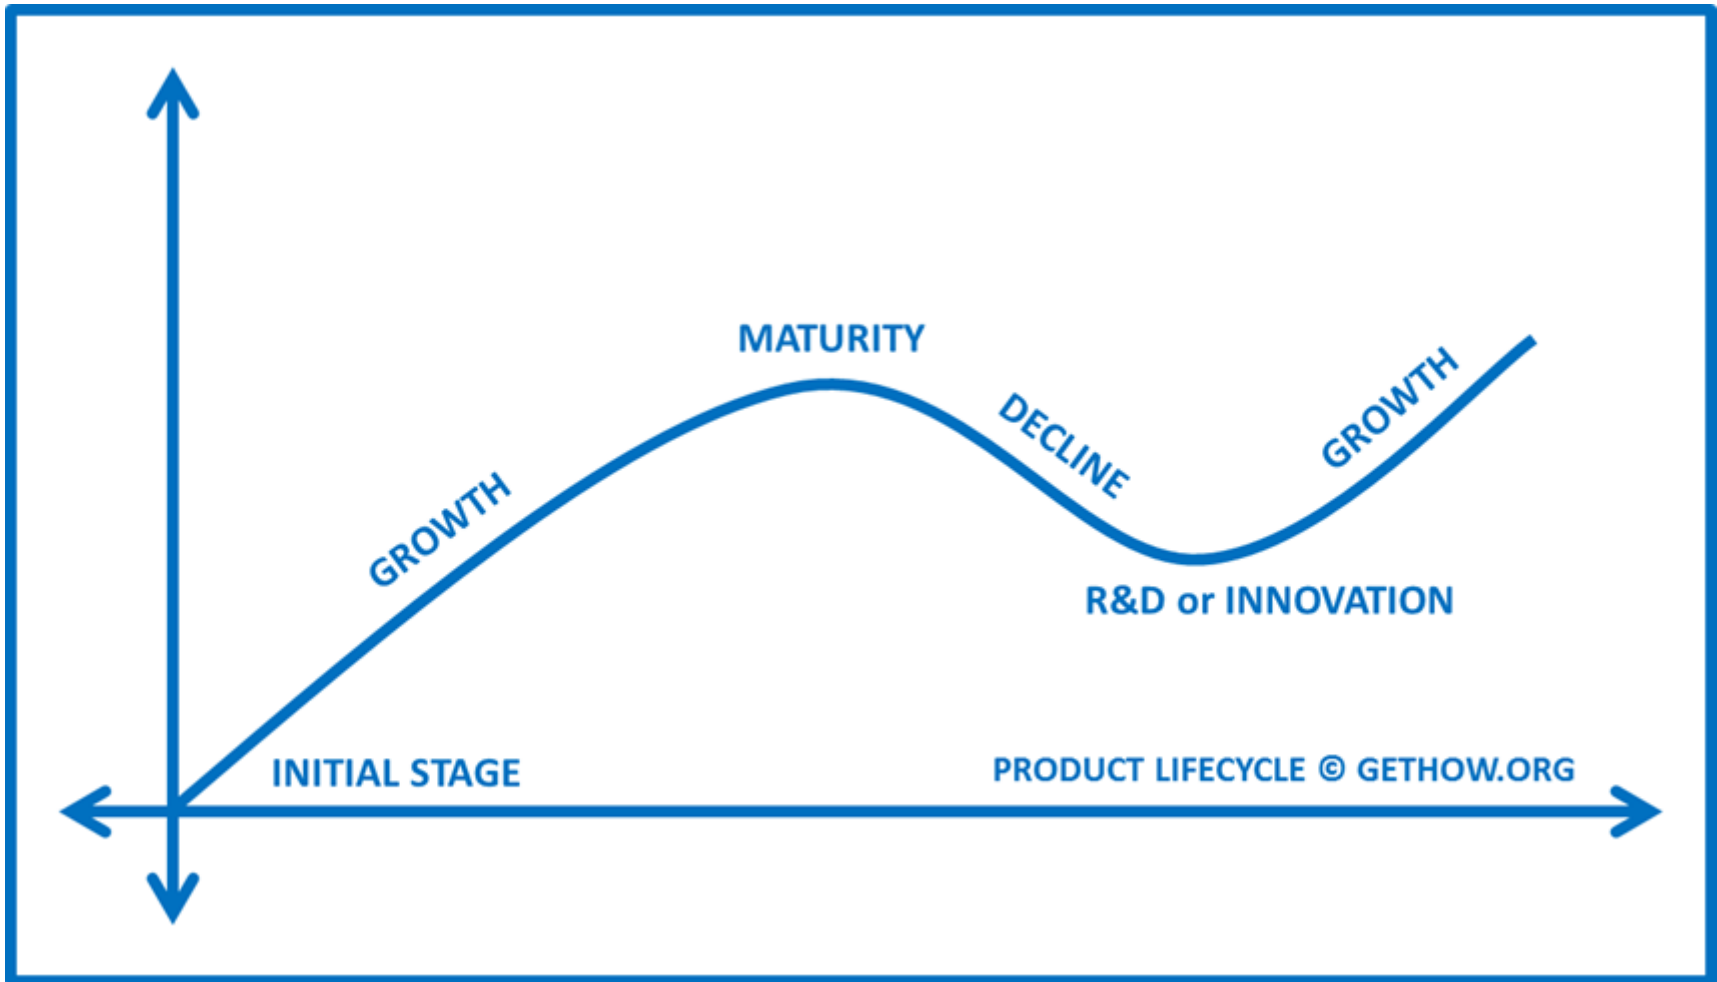 MATURITY
DECLINE
GROWTH
GROWTH
R&D or INNOVATION
INITIAL STAGE
PRODUCT LIFECYCLE © GETHOW.ORG